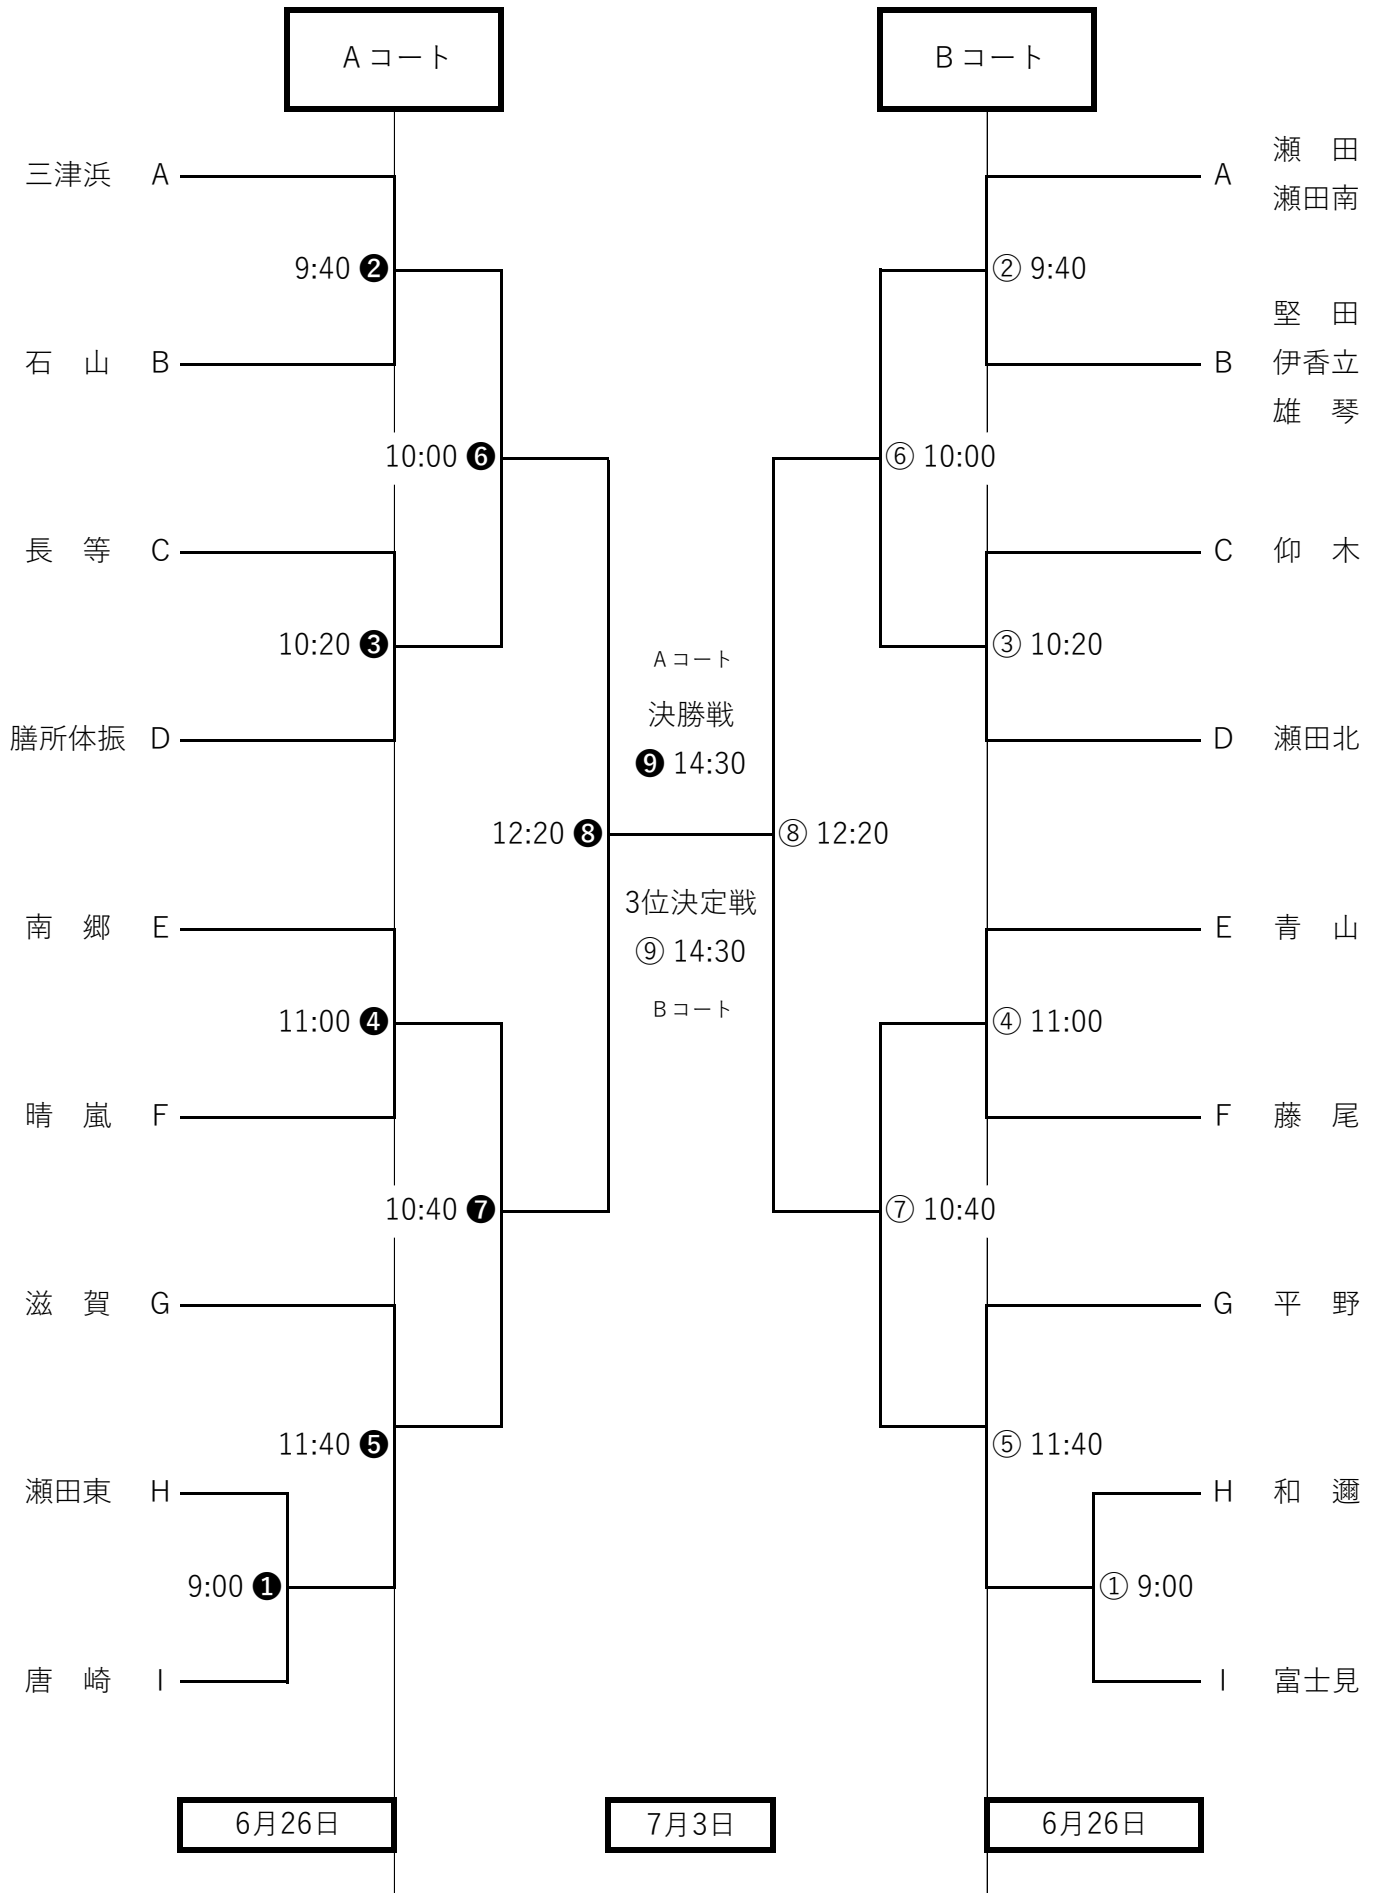 Aコート
Bコート
三津浜 A
A 瀬 田
瀬田南
9:40 ❷
② 9:40
石 山 B
B 堅 田
伊香立
雄 琴
10:00 ❻
⑥ 10:00
長 等 C
C 仰 木
10:20 ❸
③ 10:20
Aコート
決勝戦
❾ 14:30
膳所体振 D
D 瀬田北
12:20 ❽
⑧ 12:20
3位決定戦
⑨ 14:30
Bコート
南 郷 E
E 青 山
11:00 ❹
④ 11:00
晴 嵐 F
F 藤 尾
10:40 ❼
⑦ 10:40
滋 賀 G
G 平 野
11:40 ❺
⑤ 11:40
瀬田東 H
H 和 邇
9:00 ❶
① 9:00
唐 崎 I
I 富士見
6月26日
7月3日
6月26日